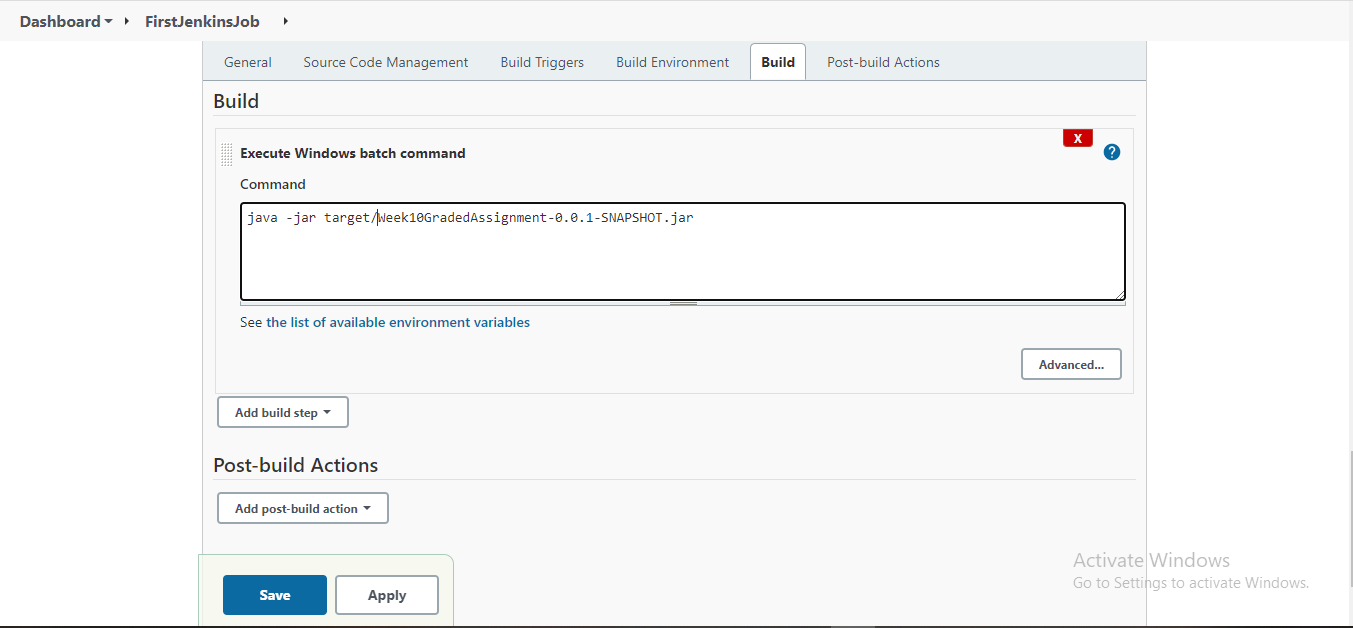 Dashboard FirstJenkinsJob
General Source Code Management Build Triggers Build Environment Build Post-build Actions
Build
X
Execute Windows batch command
?
Command
java -jar target/Week10GradedAssignment-0.0.1-SNAPSHOT.jar
See the list of available environment variables
Advanced...
Add build step
Post-build Actions
Add post-build action
Activate Windows
Go to Settings to activate Windows.
Save Apply